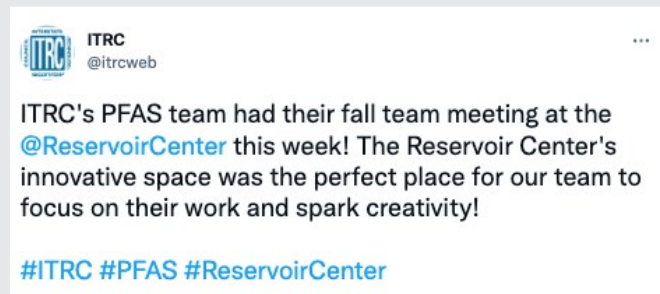 ITRC
@itrcweb
ITRC
ITRC's PFAS team had their fall team meeting at the
@ReservoirCenter this week! The Reservoir Center's
innovative space was the perfect place for our team to
focus on their work and spark creativity!
#ITRC #PFAS #ReservoirCenter